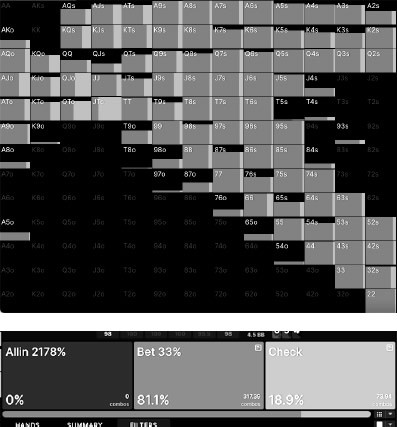 AA AKs AQs AJs ATs A9s A8s A7s A6s A5s A4s A3s A2s
AKo KK KQs KJs KTs K9s K8s K7s K6s K5s K4s K3s K2s
AQo KQo QQ QJs QTs Q9s Q8s Q7s Q6s Q5s Q4s Q3s Q2s
AJo KJo QJo JJ JTs J9s J8s J7s J6s J5s J4s J3s J2s
ATo KTo QTo JTo TT T9s T8s T7s T6s T5s T4s T3s T2s
A9o K9o Q9o J9o T9o 99 98s 97s 96s 95s 94s 93s 92s
A8o K8o Q8o J8o T8o 98o 88 87s 86s 85s 84s 83s 82s
A7o K7o Q7o J7o T7o 97o 87o 77 76s 75s 74s 73s 72s
A6o K6o Q6o J6o T6o 96o 86o 76o 66 65s 64s 63s 62s
A5o K5o Q5o J5o T5o 95o 85o 75o 65o 55 54s 53s 52s
A4o K4o Q4o J4o T4o 94o 84o 74o 64o 54o 44 43s 42s
A3o K3o Q3o J3o T3o 93o 83o 73o 63o 53o 43o 33 32s
A2o K2o Q2o J2o T2o 92o 82o 72o 62o 52o 42o 32o 22
98 98 4.5 BB
Allin 2178% Bet 33% Check
0% 0 combos 81.1% 317.36 combos 18.9% 73.94 combos
HANDS SUMMARY FILTERS